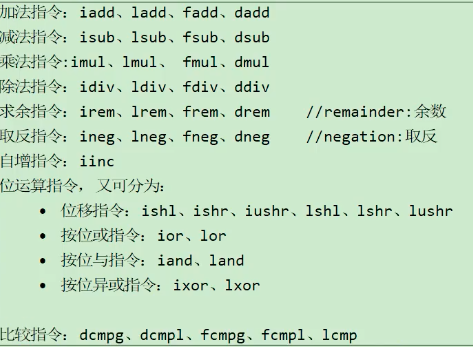 加法指令：iadd、ladd、fadd、dadd
减法指令：isub、lsub、fsub、dsub
乘法指令:imul、lmul、 fmul、dmul
除法指令：idiv、ldiv、fdiv、ddiv
求余指令：irem、lrem、frem、drem //remainder:余数
取反指令：ineg、lneg、fneg、dneg //negation:取反
自增指令：iinc
位运算指令，又可分为：
• 位移指令：ishl、ishr、iushr、lshl、lshr、lushr
• 按位或指令：ior、lor
• 按位与指令：iand、land
• 按位异或指令：ixor、lxor
比较指令：dcmpg、dcmpl、fcmpg、fcmpl、lcmp